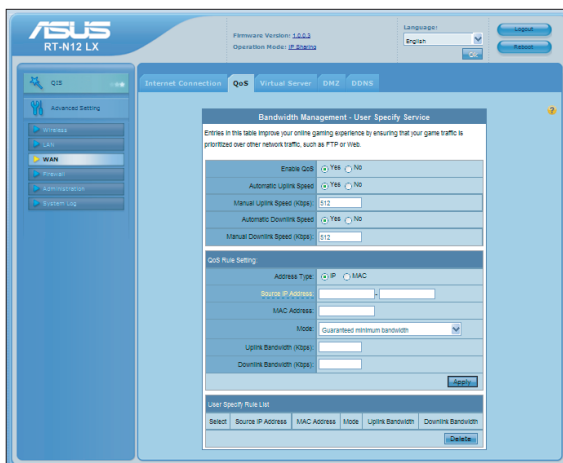 ASUS
RT-N12 LX
Firmware Version: 1.0.0.3
Operation Mode: IP Sharing
Language:
English
OK
Logout
Reboot
QIS
Advanced Setting
Wireless
LAN
WAN
Firewall
Administration
System Log
Internet Connection QoS Virtual Server DMZ DDNS
Bandwidth Management - User Specify Service
Entries in this table improve your online gaming experience by ensuring that your game traffic is
prioritized over other network traffic, such as FTP or Web.
Enable QoS Yes No
Automatic Uplink Speed Yes No
Manual Uplink Speed (Kbps): 512
Automatic Downlink Speed Yes No
Manual Downlink Speed (Kbps): 512
QoS Rule Setting:
Address Type: IP MAC
Source IP Address: -
MAC Address:
Mode: Guaranteed minimum bandwidth
Uplink Bandwidth (Kbps):
Downlink Bandwidth (Kbps):
Apply
User Specify Rule List
Select Source IP Address MAC Address Mode Uplink Bandwidth Downlink Bandwidth
Delete
?